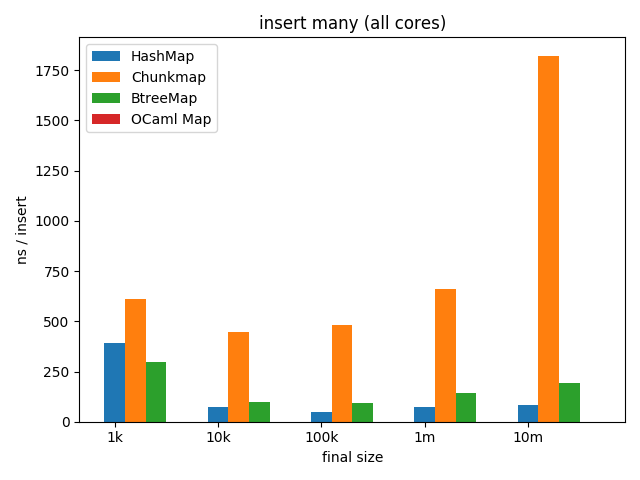 insert many (all cores)
HashMap
Chunkmap
BtreeMap
OCaml Map
ns / insert
1750
1500
1250
1000
750
500
250
0
1k 10k 100k 1m 10m
final size